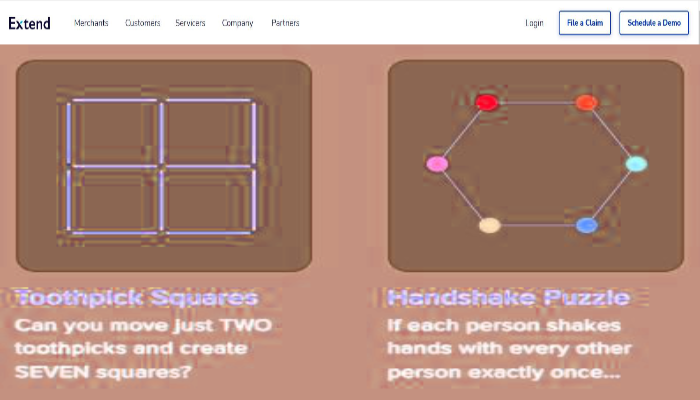 Extend
Merchants
Customers
Servicers
Company
Partners
Login
File a Claim
Schedule a Demo
Toothpick Squares
Can you move just TWO
toothpicks and create
SEVEN squares?
Handshake Puzzle
If each person shakes
hands with every other
person exactly once...